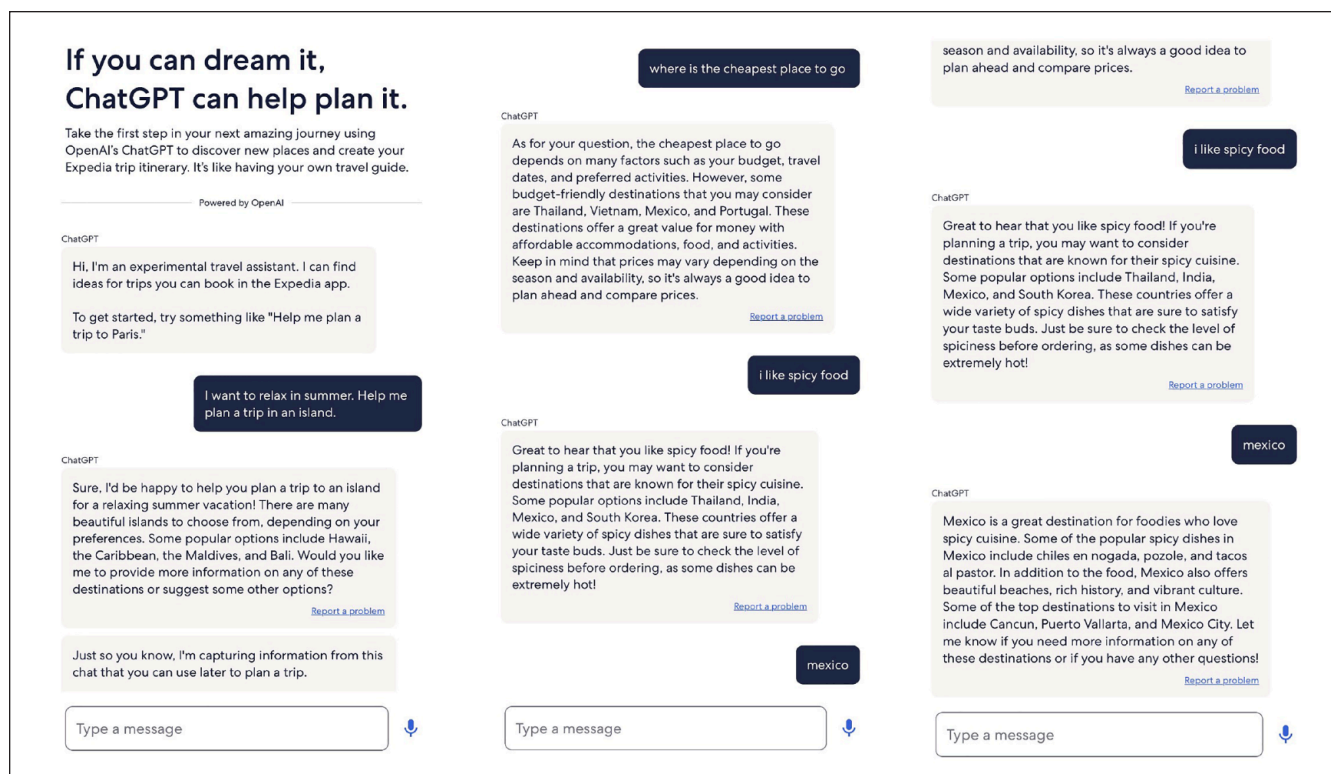 If you can dream it,
ChatGPT can help plan it.
Take the first step in your next amazing journey using
OpenAI's ChatGPT to discover new places and create your
Expedia trip itinerary. It's like having your own travel guide.
Powered by OpenAI
ChatGPT
Hi, I'm an experimental travel assistant. I can find
ideas for trips you can book in the Expedia app.
To get started, try something like "Help me plan a
trip to Paris."
I want to relax in summer. Help me
plan a trip in an island.
ChatGPT
Sure, I'd be happy to help you plan a trip to an island
for a relaxing summer vacation! There are many
beautiful islands to choose from, depending on your
preferences. Some popular options include Hawaii,
the Caribbean, the Maldives, and Bali. Would you like
me to provide more information on any of these
destinations or suggest some other options?
Report a problem
Just so you know, I'm capturing information from this
chat that you can use later to plan a trip.
Type a message
where is the cheapest place to go
ChatGPT
As for your question, the cheapest place to go
depends on many factors such as your budget, travel
dates, and preferred activities. However, some
budget-friendly destinations that you may consider
are Thailand, Vietnam, Mexico, and Portugal. These
destinations offer a great value for money with
affordable accommodations, food, and activities.
Keep in mind that prices may vary depending on the
season and availability, so it's always a good idea to
plan ahead and compare prices.
Report a problem
i like spicy food
ChatGPT
Great to hear that you like spicy food! If you're
planning a trip, you may want to consider
destinations that are known for their spicy cuisine.
Some popular options include Thailand, India,
Mexico, and South Korea. These countries offer a
wide variety of spicy dishes that are sure to satisfy
your taste buds. Just be sure to check the level of
spiciness before ordering, as some dishes can be
extremely hot!
Report a problem
mexico
Type a message
season and availability, so it's always a good idea to
plan ahead and compare prices.
Report a problem
i like spicy food
ChatGPT
Great to hear that you like spicy food! If you're
planning a trip, you may want to consider
destinations that are known for their spicy cuisine.
Some popular options include Thailand, India,
Mexico, and South Korea. These countries offer a
wide variety of spicy dishes that are sure to satisfy
your taste buds. Just be sure to check the level of
spiciness before ordering, as some dishes can be
extremely hot!
Report a problem
mexico
ChatGPT
Mexico is a great destination for foodies who love
spicy cuisine. Some of the popular spicy dishes in
Mexico include chiles en nogada, pozole, and tacos
al pastor. In addition to the food, Mexico also offers
beautiful beaches, rich history, and vibrant culture.
Some of the top destinations to visit in Mexico
include Cancun, Puerto Vallarta, and Mexico City. Let
me know if you need more information on any of
these destinations or if you have any other questions!
Report a problem
Type a message